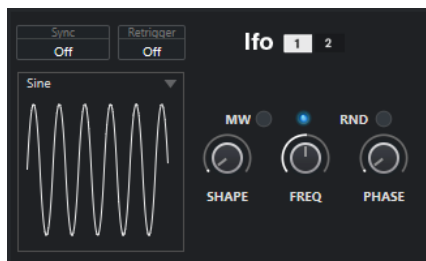 Sync
Off
Retrigger
Off
lfo 1 2
Sine
MW RND
SHAPE FREQ PHASE